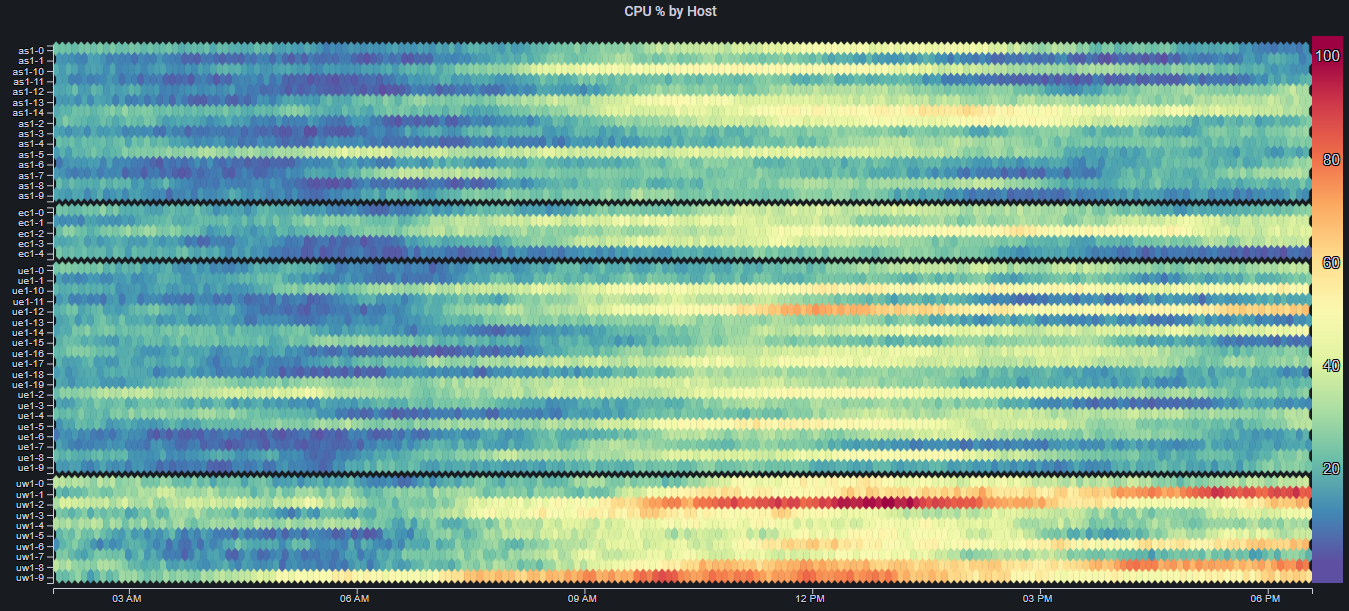 CPU % by Host
as1-0
as1-1
as1-10
as1-11
as1-12
as1-13
as1-14
as1-2
as1-3
as1-4
as1-5
as1-6
as1-7
as1-8
as1-9
ec1-0
ec1-1
ec1-2
ec1-3
ec1-4
ue1-0
ue1-1
ue1-10
ue1-11
ue1-12
ue1-13
ue1-14
ue1-15
ue1-16
ue1-17
ue1-18
ue1-19
ue1-2
ue1-3
ue1-4
ue1-5
ue1-6
ue1-7
ue1-8
ue1-9
uw1-0
uw1-1
uw1-2
uw1-3
uw1-4
uw1-5
uw1-6
uw1-7
uw1-8
uw1-9
03 AM
06 AM
09 AM
12 PM
03 PM
06 PM
100
80
60
40
20